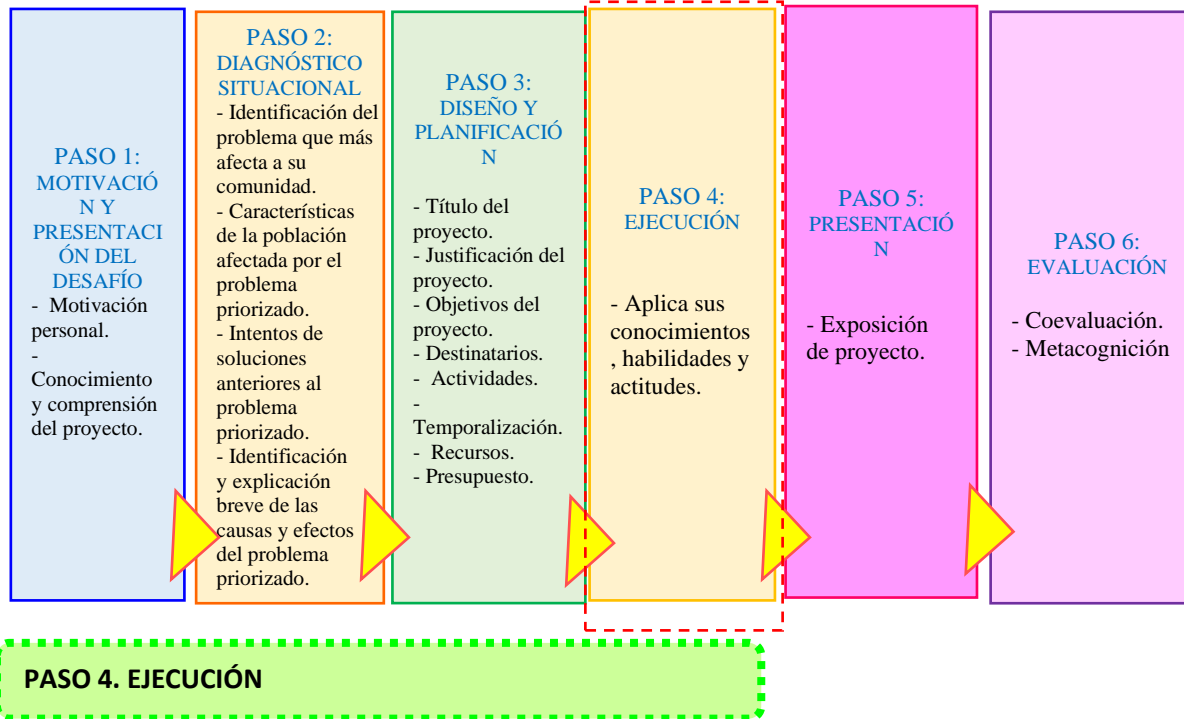 PASO 1:
MOTIVACIÓ
N Y
PRESENTACI
ÓN DEL
DESAFÍO
- Motivación
personal.
-
Conocimiento
y comprensión
del proyecto.
PASO 2:
DIAGNÓSTICO
SITUACIONAL
- Identificación del
problema que más
afecta a su
comunidad.
- Características
de la población
afectada por el
problema
priorizado.
- Intentos de
soluciones
anteriores al
problema
priorizado.
- Identificación
y explicación
breve de las
causas y efectos
del problema
priorizado.
PASO 3:
DISEÑO Y
PLANIFICACIÓ
N
- Título del
proyecto.
- Justificación del
proyecto.
- Objetivos del
proyecto.
- Destinatarios.
- Actividades.
-
Temporalización.
- Recursos.
- Presupuesto.
PASO 4:
EJECUCIÓN
- Aplica sus
conocimientos
, habilidades y
actitudes.
PASO 5:
PRESENTACIÓ
N
- Exposición
de proyecto.
PASO 6:
EVALUACIÓN
- Coevaluación.
- Metacognición
PASO 4. EJECUCIÓN